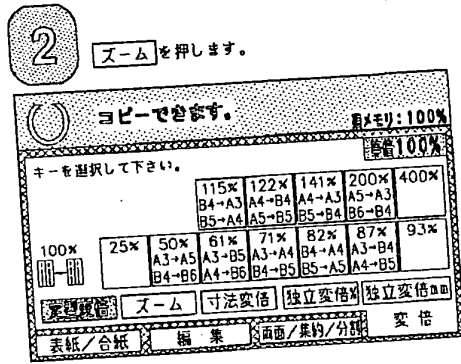 2
ズームを押します。
コピーできます。
メモリ:100%
等倍100%
キーを選択して下さい。
115% 122% 141% 200% 400%
B4→A3 A4→B4 A4→A3 A5→A3
B5→A4 A5→B5 B5→B4 B6→B4
100% 25% 50% 61% 71% 82% 87% 93%
A3→A5 A3→B5 A3→A4 B4→A4 A3→B4
B4→B6 A4→B6 B4→B5 B5→A5 A4→B5
ズーム 寸法変倍 独立変倍% 独立変倍mm
表紙/合紙 編集 両面/集約/分割 変倍